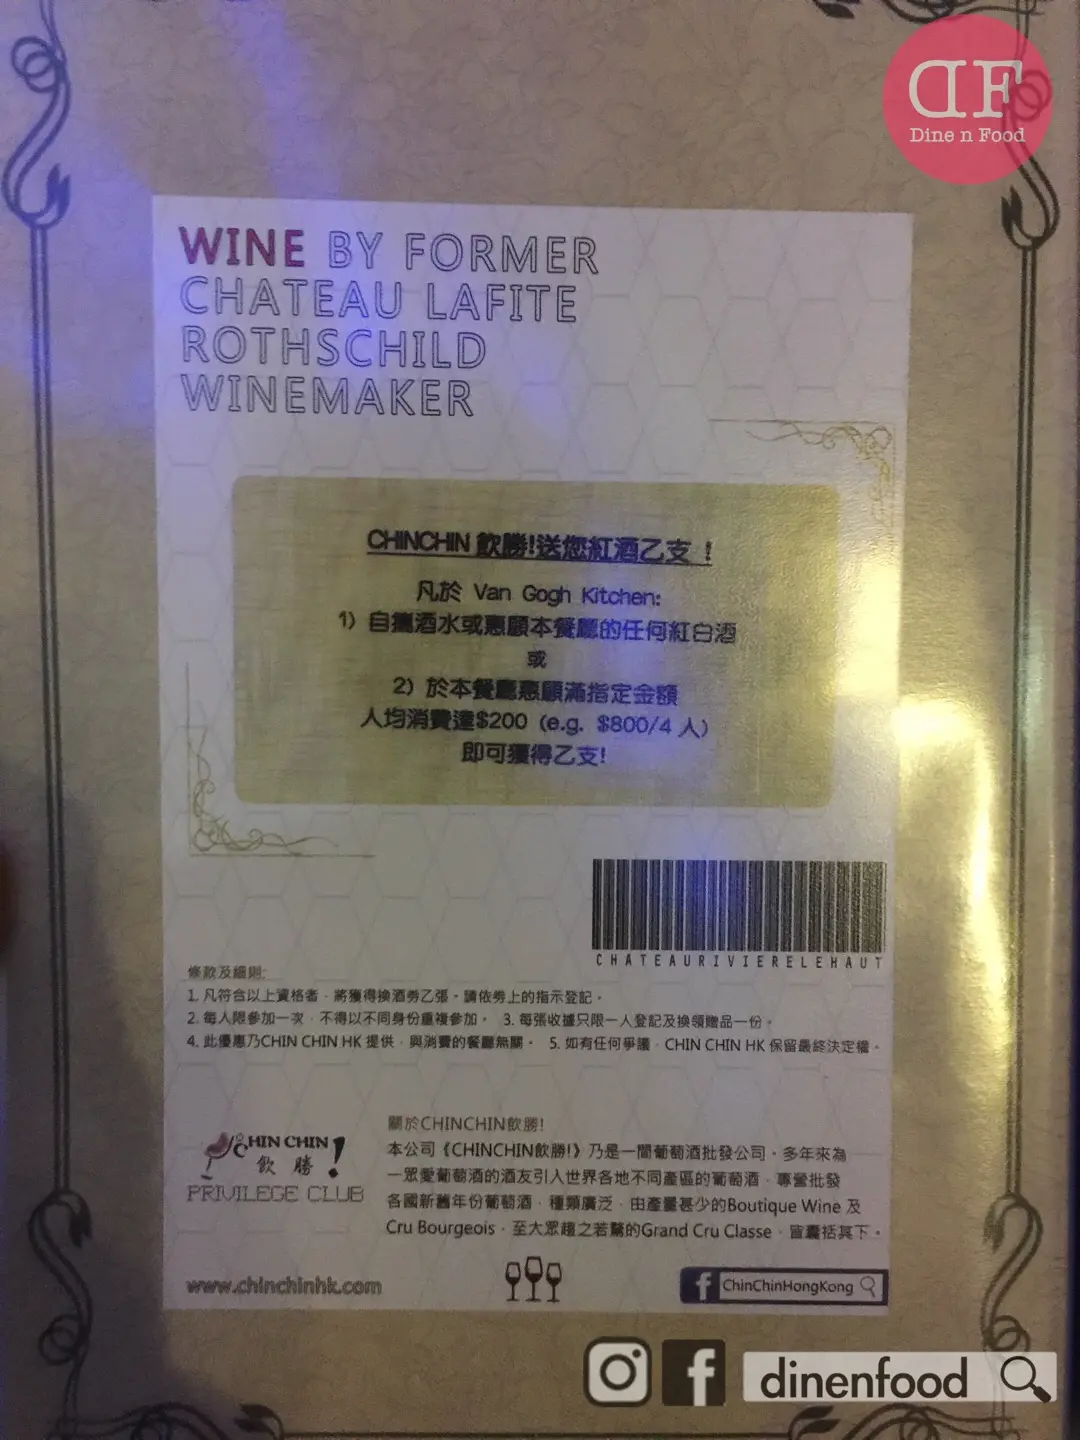 DF
Dine n Food
WINE BY FORMER
CHATEAU LAFITE
ROTHSCHILD
WINEMAKER
CHINCHIN 飲勝!送您紅酒乙支 !
凡於 Van Gogh Kitchen:
1) 自攜酒水或惠顧本餐廳的任何紅白酒
或
2) 於本餐廳惠顧滿指定金額
人均消費達$200 (e.g. $800/4 人)
即可獲得乙支!
CHATEAURIVIERELEHAUT
條款及細則:
1. 凡符合以上資格者，將獲得換酒券乙張。請依券上的指示登記。
2. 每人限參加一次，不得以不同身份重複參加。 3. 每張收據只限一人登記及換領贈品一份。
4. 此優惠乃CHIN CHIN HK 提供，與消費的餐廳無關。 5. 如有任何爭議，CHIN CHIN HK 保留最終決定權。
CHIN CHIN
飲 勝 !
PRIVILEGE CLUB
關於CHINCHIN飲勝!
本公司《CHINCHIN飲勝!》乃是一間葡萄酒批發公司。多年來為
一眾愛葡萄酒的酒友引入世界各地不同產區的葡萄酒，專營批發
各國新舊年份葡萄酒，種類廣泛，由產量甚少的Boutique Wine 及
Cru Bourgeois，至大眾趨之若鶩的Grand Cru Classe，皆囊括其下。
www.chinchinhk.com
f ChinChinHongKong
f dinenfood